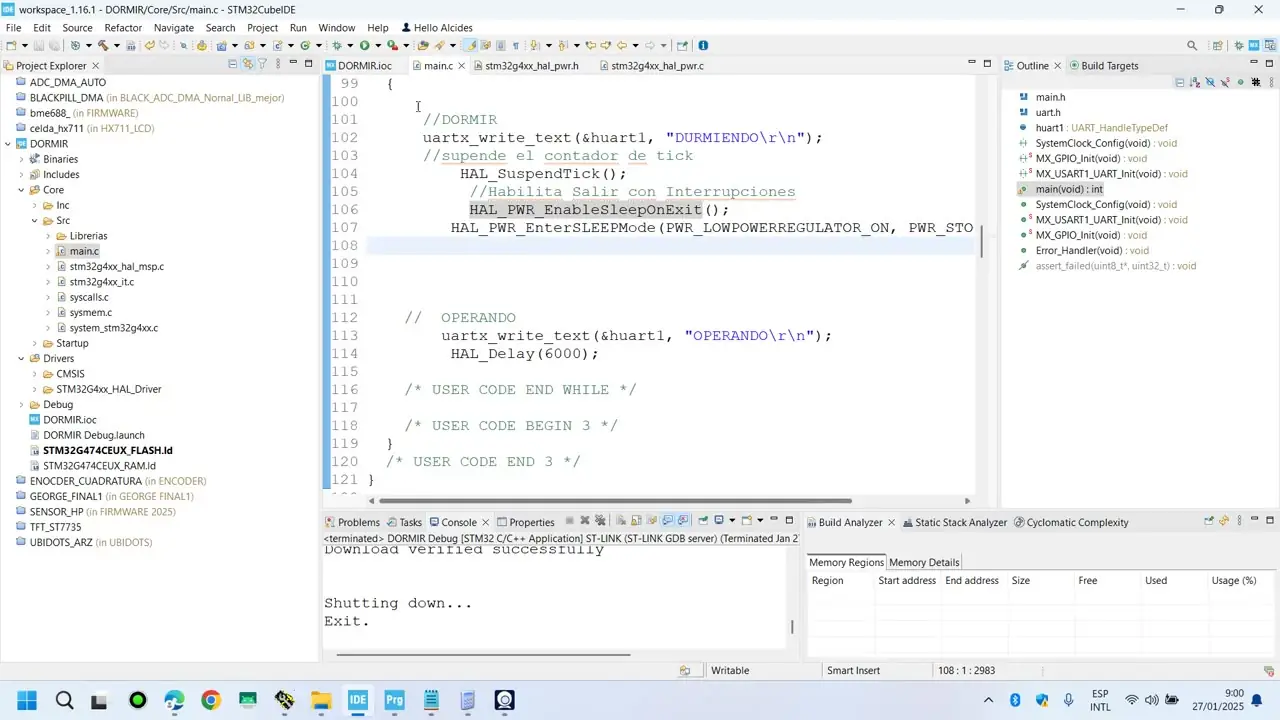 workspace_1.16.1 - DORMIR/Core/Src/main.c - STM32CubeIDE
File Edit Source Refactor Navigate Search Project Run Window Help Hello Alcides
Project Explorer
ADC_DMA_AUTO
BLACKPILL_DMA (in BLACK_ADC_DMA_Nornal_LIB_mejor)
bme688_ (in FIRMWARE)
celda_hx711 (in HX711_LCD)
DORMIR
Binaries
Includes
Core
Inc
Src
Librerias
main.c
stm32g4xx_hal_msp.c
stm32g4xx_it.c
syscalls.c
sysmem.c
system_stm32g4xx.c
Startup
Drivers
CMSIS
STM32G4xx_HAL_Driver
Debug
DORMIR.ioc
DORMIR Debug.launch
STM32G474CEUX_FLASH.ld
STM32G474CEUX_RAM.ld
ENOCDER_CUADRATURA (in ENCODER)
GEORGE_FINAL1 (in GEORGE FINAL1)
SENSOR_HP (in FIRMWARE 2025)
TFT_ST7735
UBIDOTS_ARZ (in UBIDOTS)
DORMIR.ioc main.c stm32g4xx_hal_pwr.h stm32g4xx_hal_pwr.c
99 {
100
101 //DORMIR
102 uartx_write_text(&huart1, "DURMIENDO\r\n");
103 //supende el contador de tick
104 HAL_SuspendTick();
105 //Habilita Salir con Interrupciones
106 HAL_PWR_EnableSleepOnExit();
107 HAL_PWR_EnterSLEEPMode(PWR_LOWPOWERREGULATOR_ON, PWR_STO
108
109
110
111
112 // OPERANDO
113 uartx_write_text(&huart1, "OPERANDO\r\n");
114 HAL_Delay(6000);
115
116 /* USER CODE END WHILE */
117
118 /* USER CODE BEGIN 3 */
119 }
120 /* USER CODE END 3 */
121 }
Outline Build Targets
main.h
uart.h
huart1 : UART_HandleTypeDef
SystemClock_Config(void) : void
MX_GPIO_Init(void) : void
MX_USART1_UART_Init(void) : void
main(void) : int
SystemClock_Config(void) : void
MX_USART1_UART_Init(void) : void
MX_GPIO_Init(void) : void
Error_Handler(void) : void
assert_failed(uint8_t*, uint32_t) : void
Problems Tasks Console Properties
<terminated> DORMIR Debug [STM32 C/C++ Application] ST-LINK (ST-LINK GDB server) (Terminated Jan 2
Download verified successfully
Shutting down...
Exit.
Build Analyzer Static Stack Analyzer Cyclomatic Complexity
Memory Regions Memory Details
Region Start address End address Size Free Used Usage (%)
Writable Smart Insert 108 : 1 : 2983
IDE Prg
ESP
INTL
9:00
27/01/2025